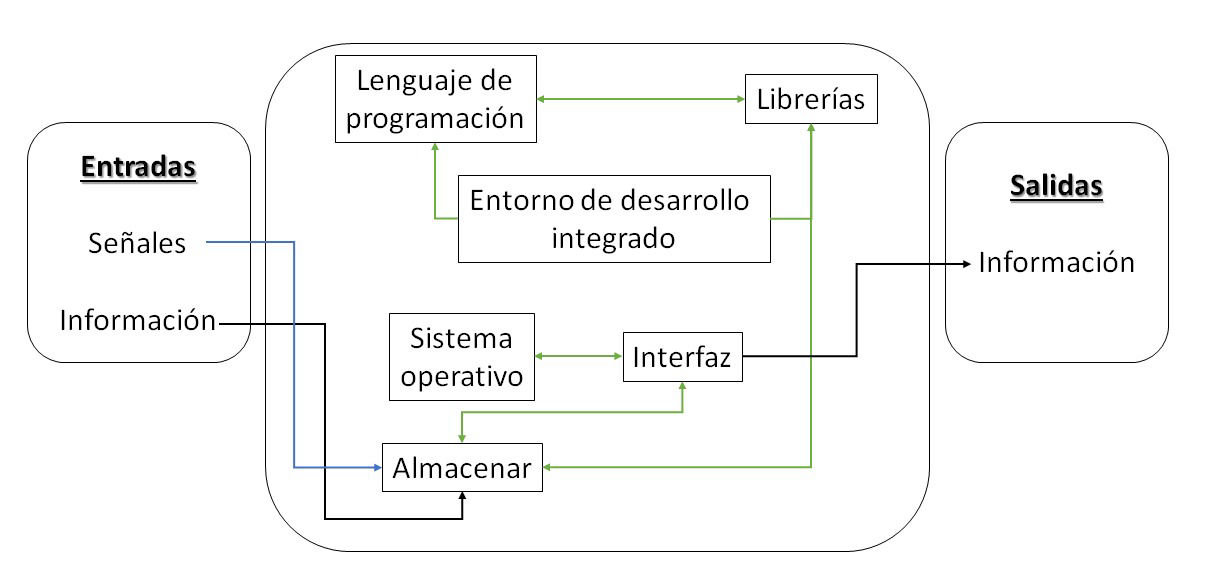 Entradas
Señales
Información
Lenguaje de
programación
Librerías
Entorno de desarrollo
integrado
Sistema
operativo
Interfaz
Almacenar
Salidas
Información